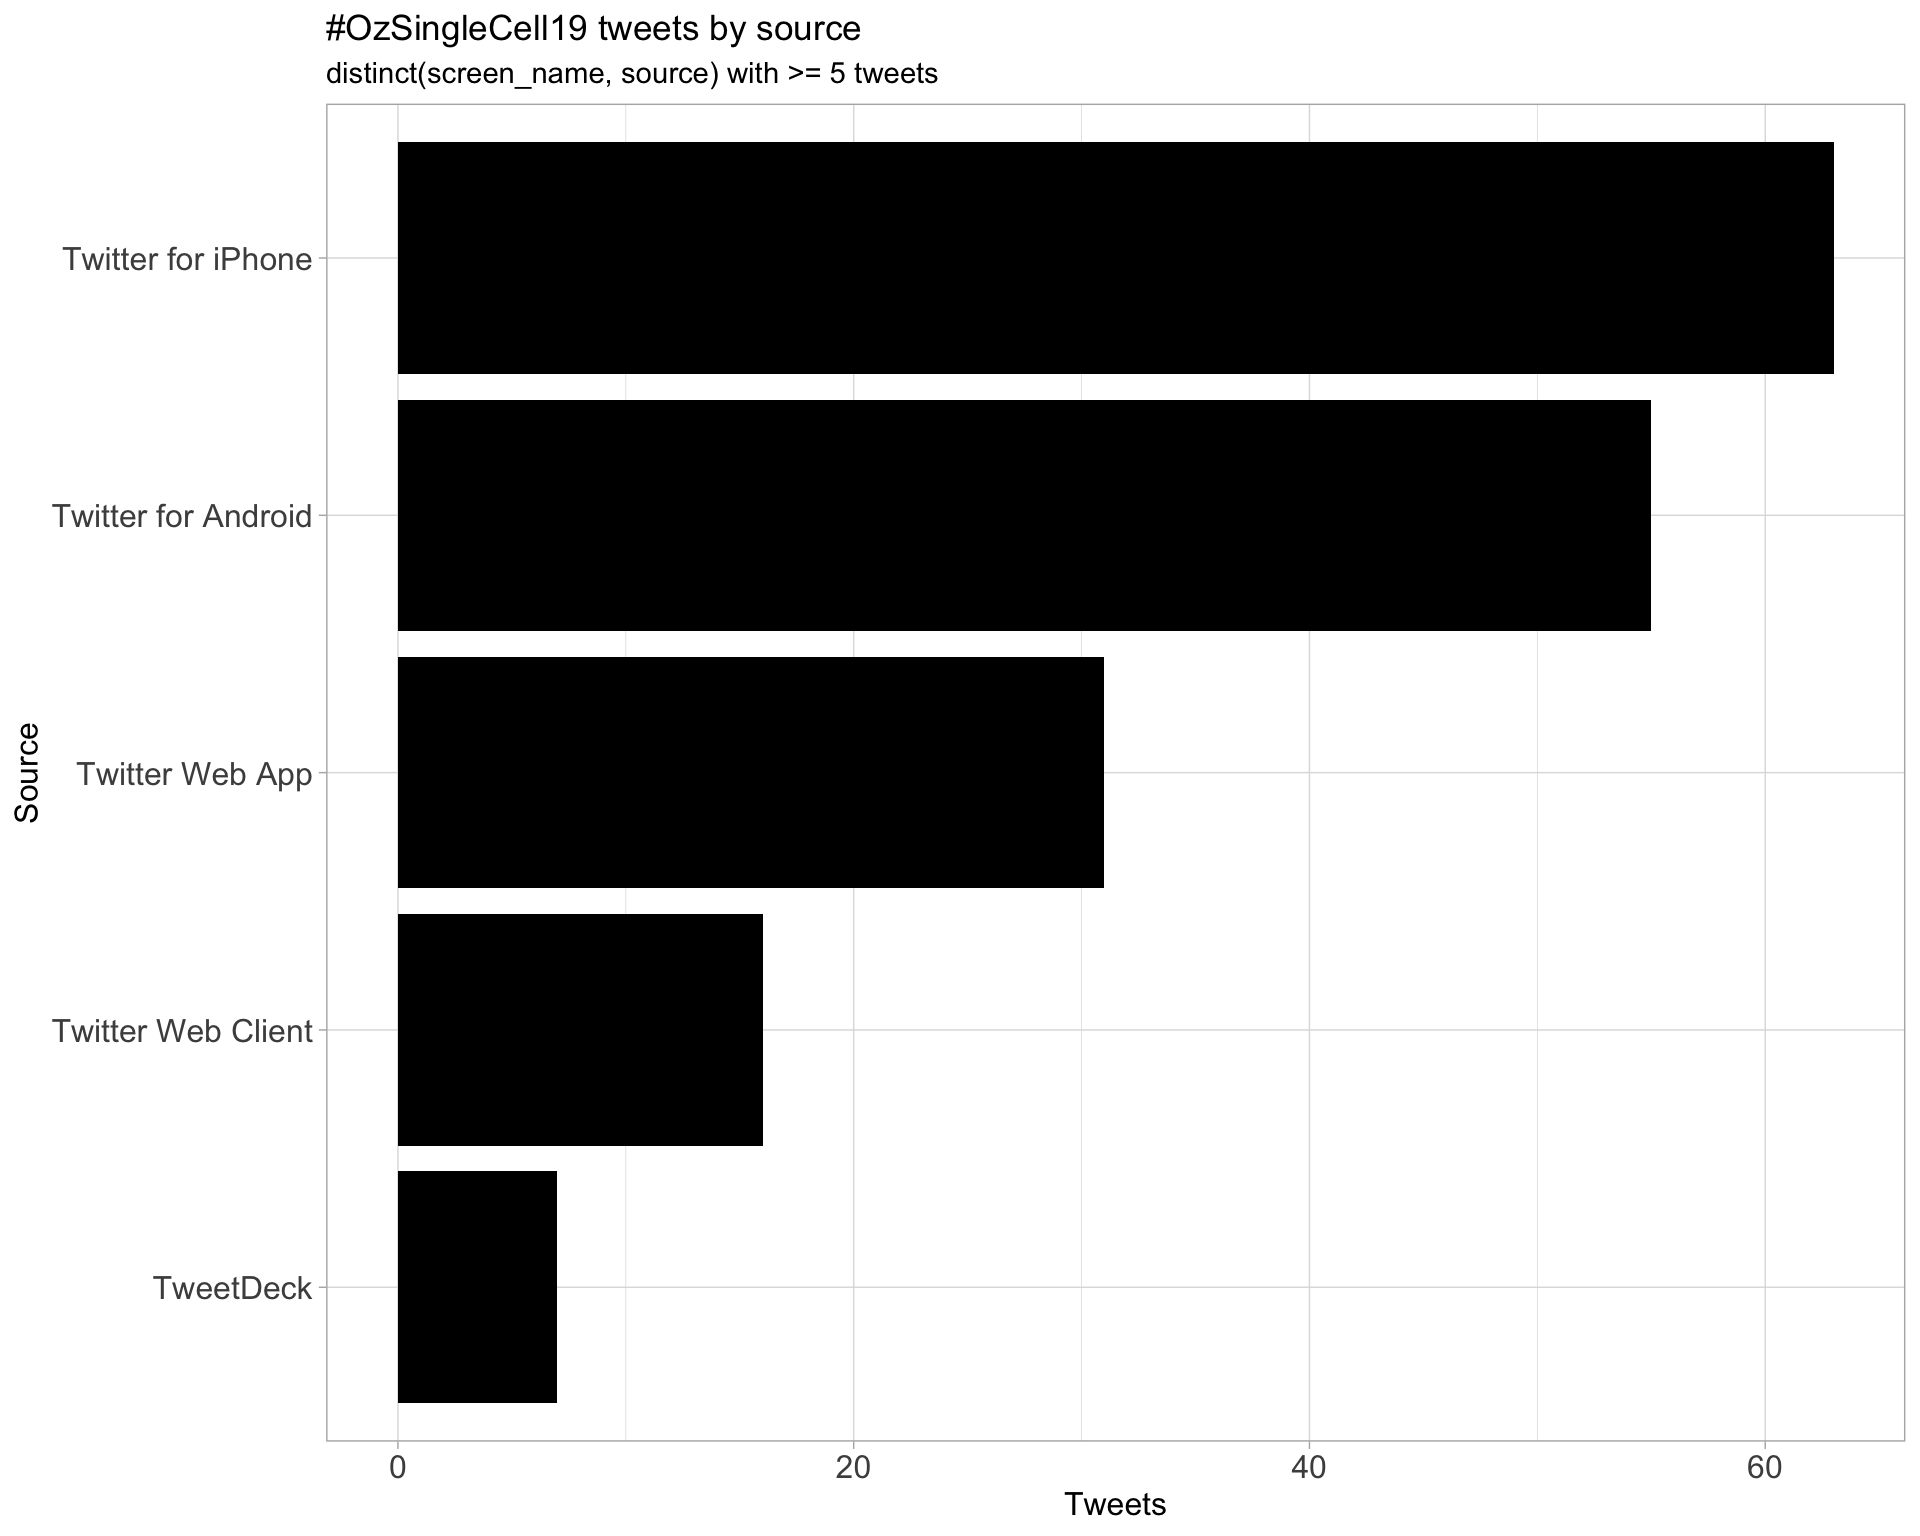 #OzSingleCell19 tweets by source
distinct(screen_name, source) with >= 5 tweets
Source
Twitter for iPhone
Twitter for Android
Twitter Web App
Twitter Web Client
TweetDeck
0 20 40 60
Tweets